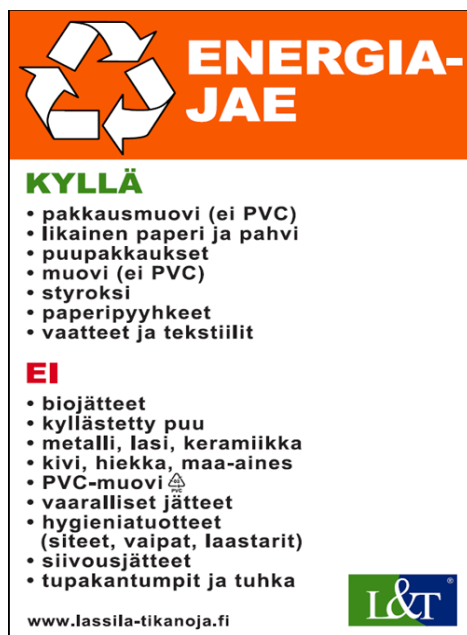 ENERGIA-
JAE
KYLLÄ
• pakkausmuovi (ei PVC)
• likainen paperi ja pahvi
• puupakkaukset
• muovi (ei PVC)
• styroksi
• paperipyyhkeet
• vaatteet ja tekstiilit
EI
• biojätteet
• kyllästetty puu
• metalli, lasi, keramiikka
• kivi, hiekka, maa-aines
• PVC-muovi
• vaaralliset jätteet
• hygieniatuotteet
(siteet, vaipat, laastarit)
• siivousjätteet
• tupakantumpit ja tuhka
www.lassila-tikanoja.fi
L&T®